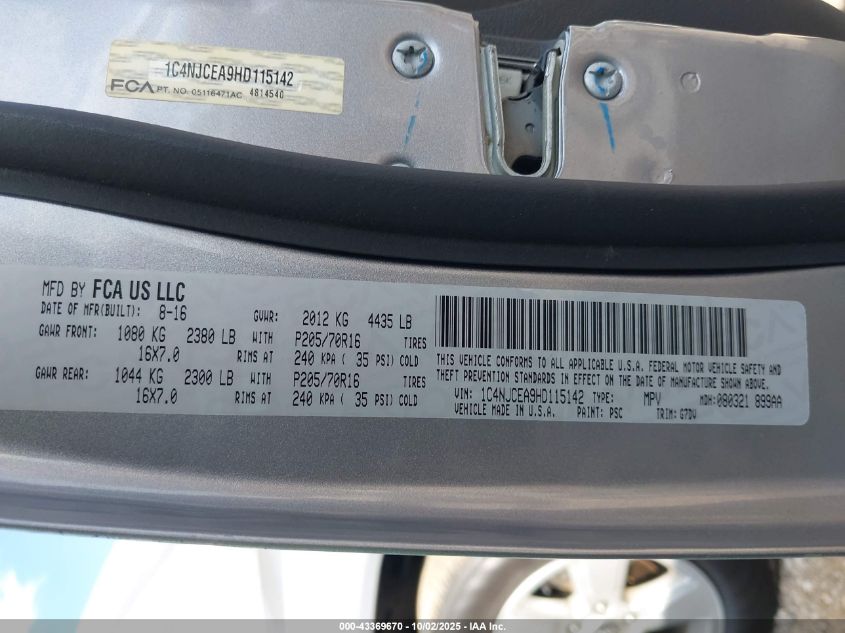 1C4NJCEA9HD115142
FCA PT. NO. 05116471AC 4814540
MFD BY FCA US LLC
DATE OF MFR(BUILT): 8-16 GVWR: 2012 KG 4435 LB
GAWR FRONT: 1080 KG 2380 LB WITH P205/70R16 TIRES
16X7.0 RIMS AT 240 KPA ( 35 PSI) COLD
GAWR REAR: 1044 KG 2300 LB WITH P205/70R16 TIRES
16X7.0 RIMS AT 240 KPA ( 35 PSI) COLD
THIS VEHICLE CONFORMS TO ALL APPLICABLE U.S.A. FEDERAL MOTOR VEHICLE SAFETY AND
THEFT PREVENTION STANDARDS IN EFFECT ON THE DATE OF MANUFACTURE SHOWN ABOVE.
VIN: 1C4NJCEA9HD115142 TYPE: MPV MDH: 080321 899AA
VEHICLE MADE IN U.S.A. PAINT: PSC TRIM: G7DV
000-43369670 - 10/02/2025 - IAA Inc.